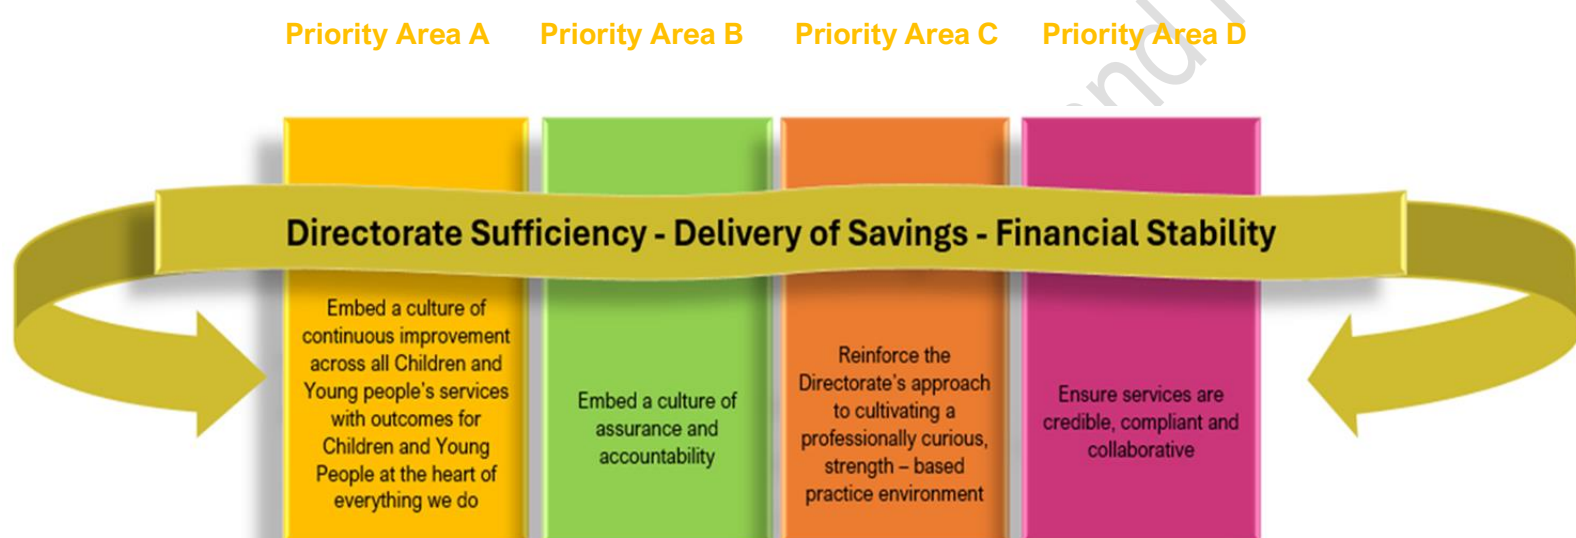 Priority Area A
Priority Area B
Priority Area C
Priority Area D
Directorate Sufficiency - Delivery of Savings - Financial Stability
Embed a culture of
continuous improvement
across all Children and
Young people's services
with outcomes for
Children and Young
People at the heart of
everything we do
Embed a culture of
assurance and
accountability
Reinforce the
Directorate's approach
to cultivating a
professionally curious,
strength – based
practice environment
Ensure services are
credible, compliant and
collaborative